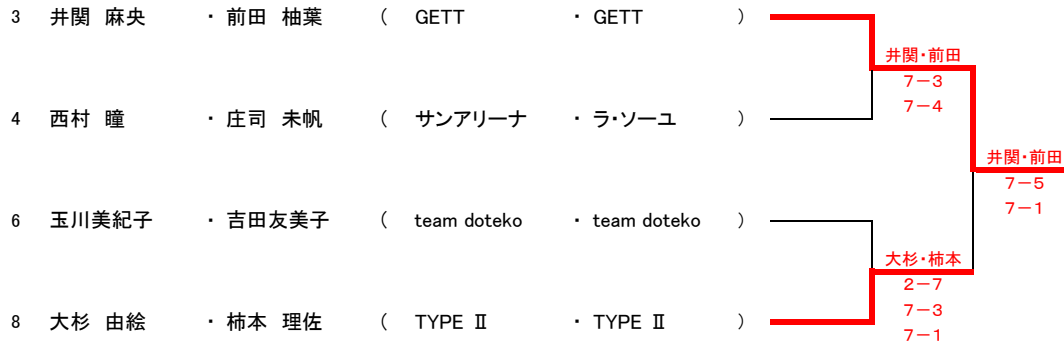 3 井関 麻央 ・ 前田 柚葉 ( GETT ・ GETT )
井関・前田
7－3
7－4
4 西村 瞳 ・ 庄司 未帆 ( サンアリーナ ・ ラ・ソーユ )
井関・前田
7－5
7－1
6 玉川美紀子 ・ 吉田友美子 ( team doteko ・ team doteko )
大杉・柿本
2－7
7－3
7－1
8 大杉 由絵 ・ 柿本 理佐 ( TYPE Ⅱ ・ TYPE Ⅱ )